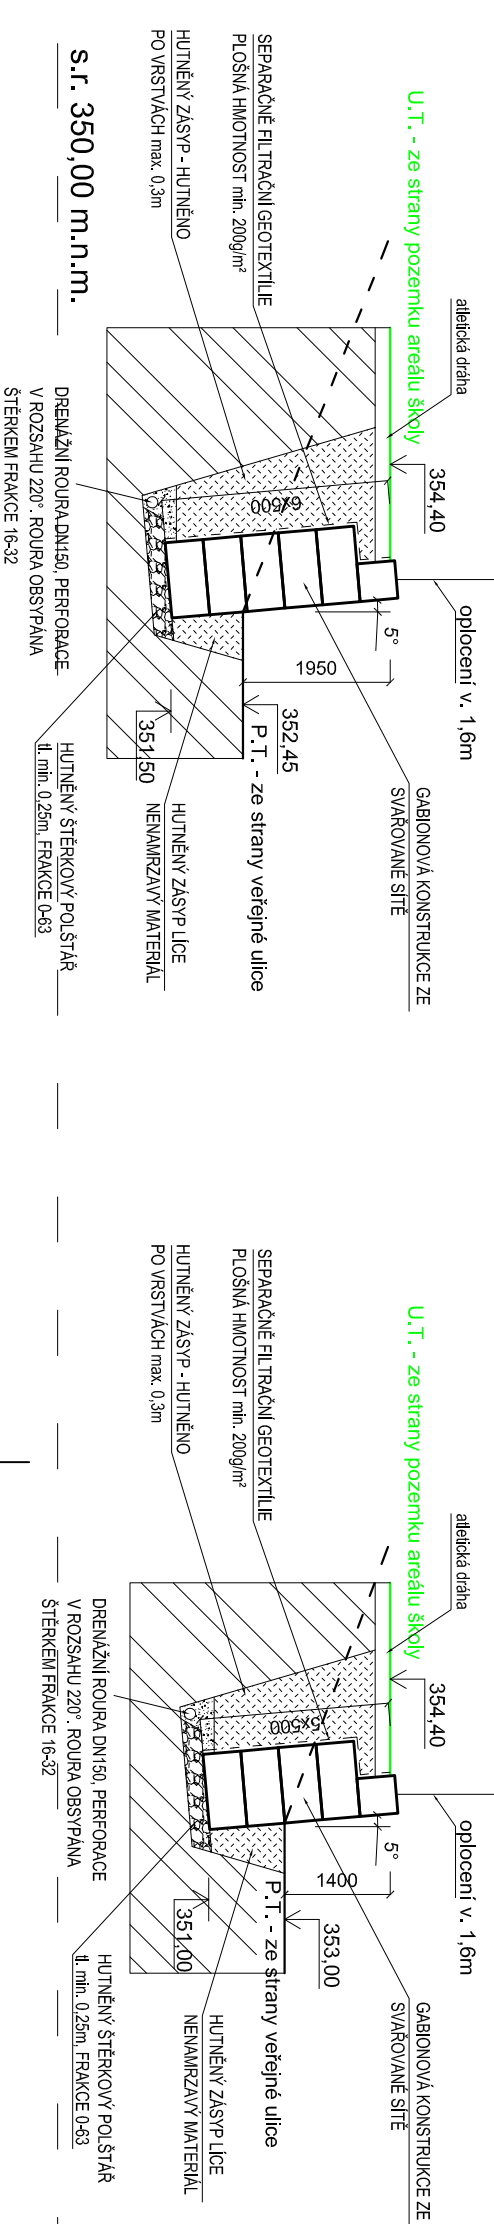 U.T. - ze strany pozemku areálu školy
atletická dráha
354,40
oplocení v. 1,6m
SEPARAČNĚ FILTRAČNÍ GEOTEXTÍLIE
PLOŠNÁ HMOTNOST min. 200g/m²
HUTNĚNÝ ZÁSYP - HUTNĚNO
PO VRSTVÁCH max. 0,3m
6x500
5°
1950
GABIONOVÁ KONSTRUKCE ZE
SVAŘOVANÉ SÍTĚ
352,45
P.T. - ze strany veřejné ulice
351,50
HUTNĚNÝ ZÁSYP LÍCE
NENAMRZAVÝ MATERIÁL
s.r. 350,00 m.n.m.
DRENÁŽNÍ ROURA DN150, PERFORACE
V ROZSAHU 220°. ROURA OBSYPÁNA
ŠTĚRKEM FRAKCE 16-32
HUTNĚNÝ ŠTĚRKOVÝ POLŠTÁŘ
tl. min. 0,25m, FRAKCE 0-63
U.T. - ze strany pozemku areálu školy
atletická dráha
354,40
oplocení v. 1,6m
SEPARAČNĚ FILTRAČNÍ GEOTEXTÍLIE
PLOŠNÁ HMOTNOST min. 200g/m²
HUTNĚNÝ ZÁSYP - HUTNĚNO
PO VRSTVÁCH max. 0,3m
5x500
5°
1400
GABIONOVÁ KONSTRUKCE ZE
SVAŘOVANÉ SÍTĚ
353,00
P.T. - ze strany veřejné ulice
351,00
HUTNĚNÝ ZÁSYP LÍCE
NENAMRZAVÝ MATERIÁL
DRENÁŽNÍ ROURA DN150, PERFORACE
V ROZSAHU 220°. ROURA OBSYPÁNA
ŠTĚRKEM FRAKCE 16-32
HUTNĚNÝ ŠTĚRKOVÝ POLŠTÁŘ
tl. min. 0,25m, FRAKCE 0-63